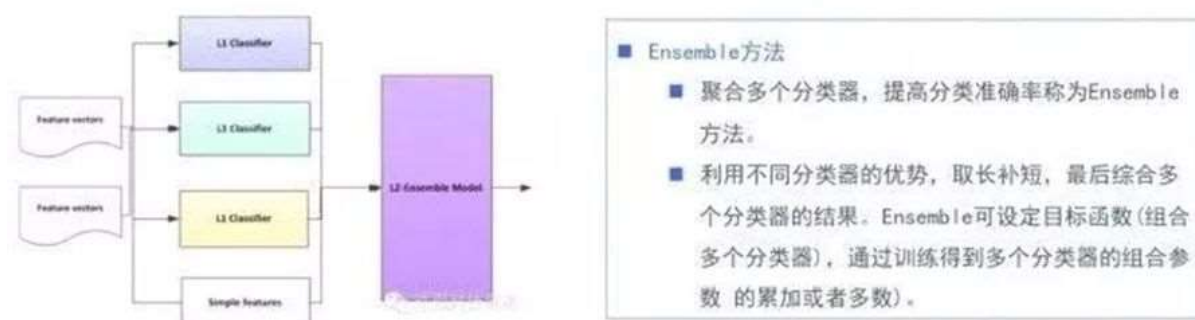 L1 Classifier
Feature vectors
L1 Classifier
Feature vectors
L1 Classifier
Simple features
L2 Ensemble Model
Ensemble方法
聚合多个分类器，提高分类准确率称为Ensemble
方法。
利用不同分类器的优势，取长补短，最后综合多
个分类器的结果。Ensemble可设定目标函数(组合
多个分类器)，通过训练得到多个分类器的组合参
数 的累加或者多数)。